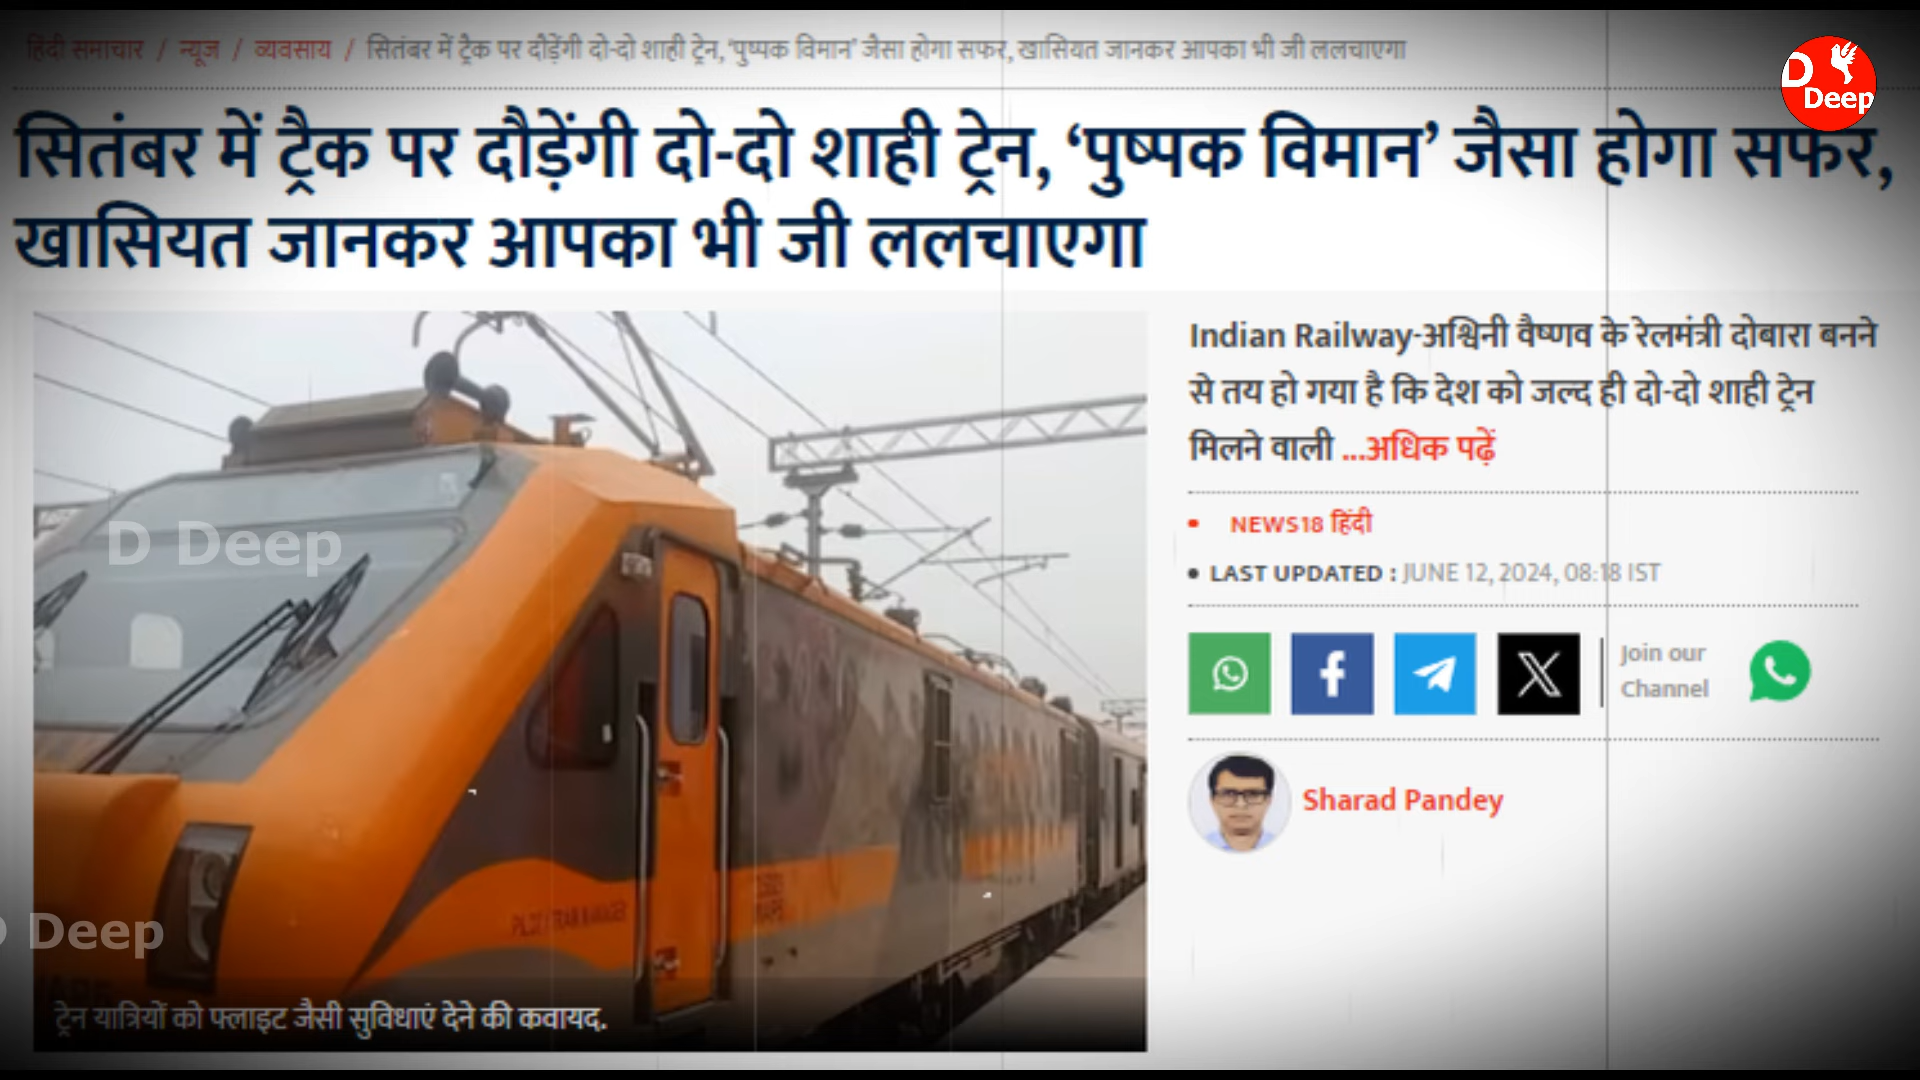 हिंदी समाचार / न्यूज / व्यवसाय / सितंबर में ट्रैक पर दौड़ेंगी दो-दो शाही ट्रेन, 'पुष्पक विमान' जैसा होगा सफर, खासियत जानकर आपका भी जी ललचाएगा
D Deep
सितंबर में ट्रैक पर दौड़ेंगी दो-दो शाही ट्रेन, ‘पुष्पक विमान’ जैसा होगा सफर,
खासियत जानकर आपका भी जी ललचाएगा
Indian Railway-अश्विनी वैष्णव के रेलमंत्री दोबारा बनने
से तय हो गया है कि देश को जल्द ही दो-दो शाही ट्रेन
मिलने वाली ...अधिक पढ़ें
NEWS18 हिंदी
LAST UPDATED : JUNE 12, 2024, 08:18 IST
Join our
Channel
Sharad Pandey
D Deep
D Deep
ट्रेन यात्रियों को फ्लाइट जैसी सुविधाएं देने की कवायद.